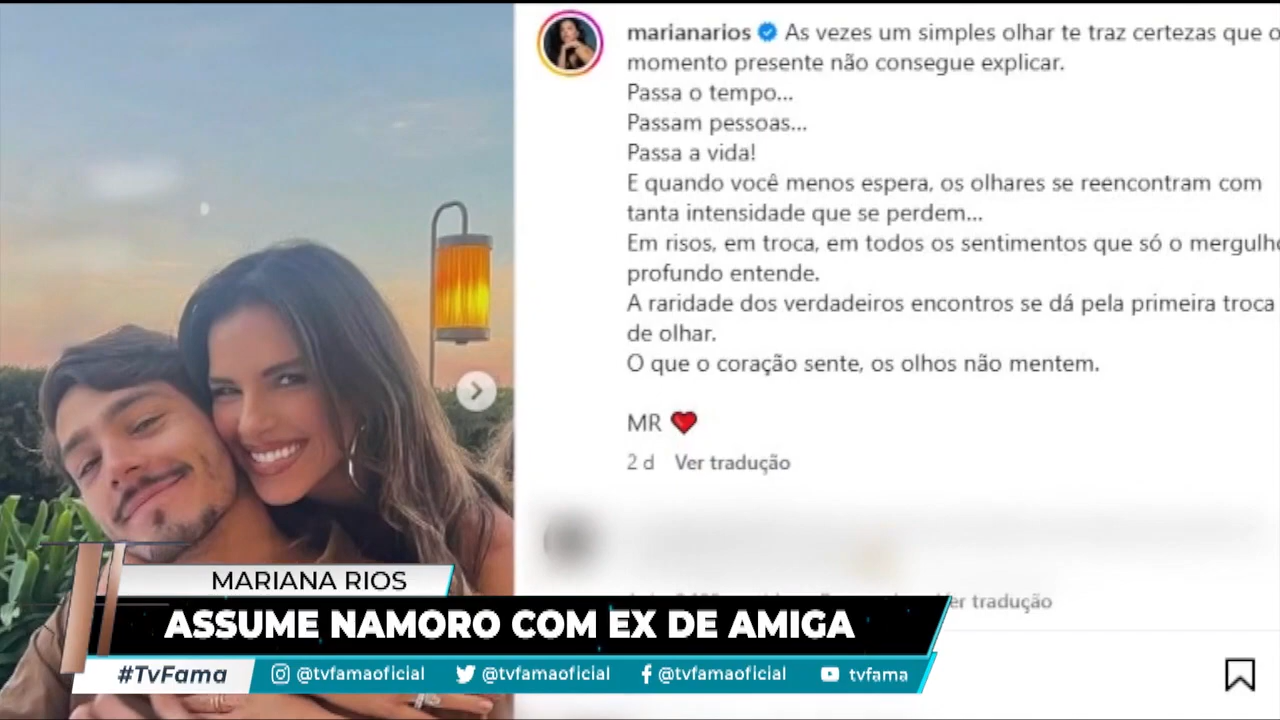 marianarios As vezes um simples olhar te traz certezas que o
momento presente não consegue explicar.
Passa o tempo...
Passam pessoas...
Passa a vida!
E quando você menos espera, os olhares se reencontram com
tanta intensidade que se perdem...
Em risos, em troca, em todos os sentimentos que só o mergulho
profundo entende.
A raridade dos verdadeiros encontros se dá pela primeira troca
de olhar.
O que o coração sente, os olhos não mentem.
MR ❤
2 d Ver tradução
er tradução
MARIANA RIOS
ASSUME NAMORO COM EX DE AMIGA
#TvFama @tvfamaoficial @tvfamaoficial @tvfamaoficial tvfama